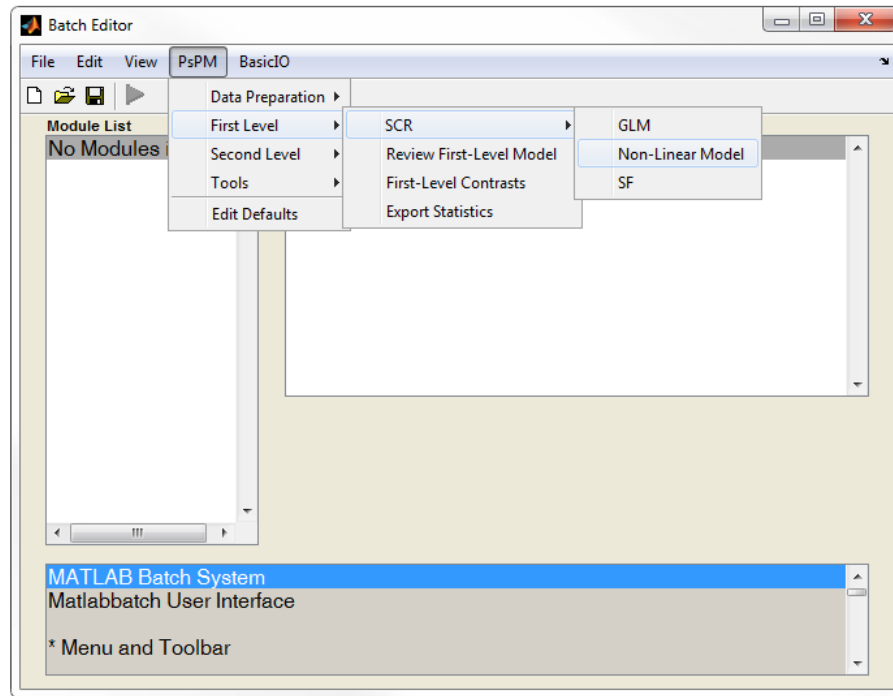 Batch Editor
File Edit View PsPM BasicIO
Data Preparation
Module List
First Level
SCR
GLM
No Modules i
Second Level
Review First-Level Model
Non-Linear Model
Tools
First-Level Contrasts
SF
Edit Defaults
Export Statistics
MATLAB Batch System
Matlabbatch User Interface
* Menu and Toolbar